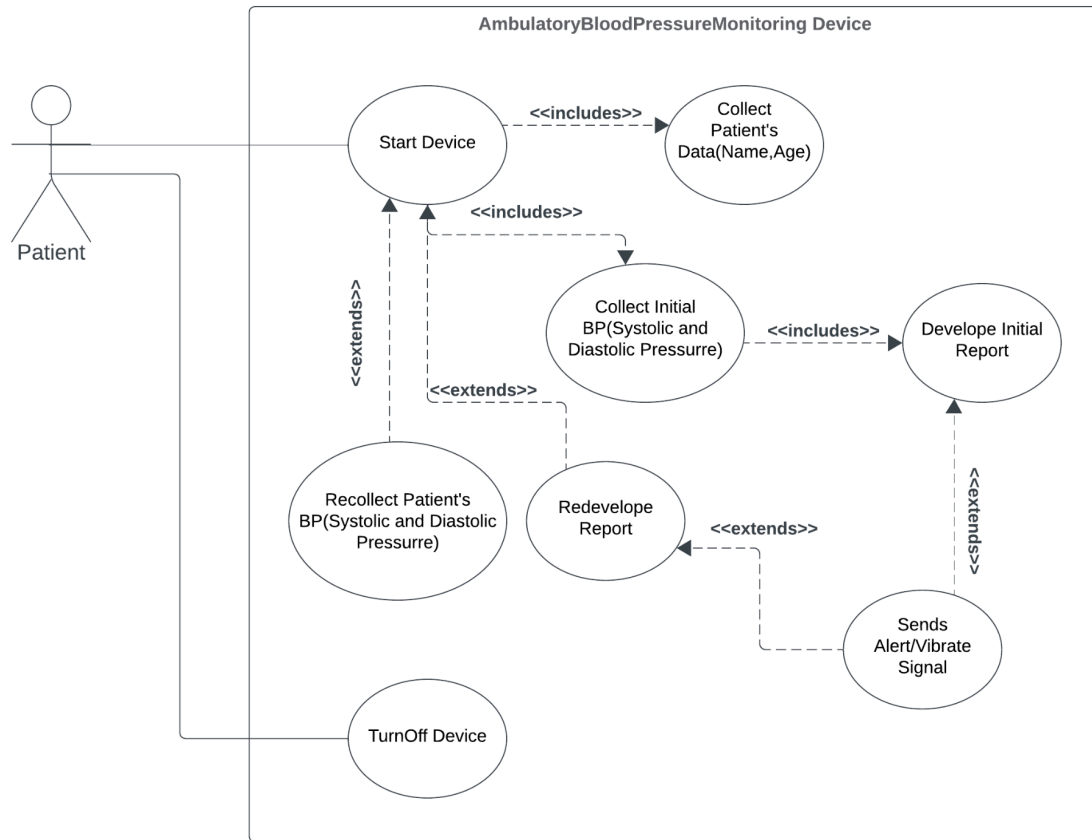 AmbulatoryBloodPressureMonitoring Device
Patient
Start Device
<<includes>>
Collect
Patient's
Data(Name,Age)
<<includes>>
<<extends>>
Collect Initial
BP(Systolic and
Diastolic Pressurre)
<<includes>>
Develope Initial
Report
<<extends>>
Recollect Patient's
BP(Systolic and Diastolic
Pressurre)
Redevelope
Report
<<extends>>
<<extends>>
Sends
Alert/Vibrate
Signal
TurnOff Device